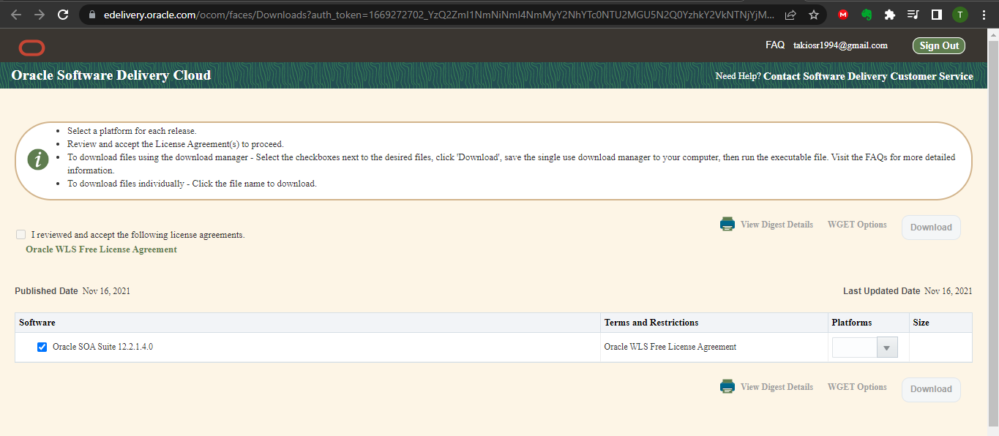 edelivery.oracle.com/ocom/faces/Downloads?auth_token=1669272702_YzQ2ZmI1NmNiNmI4NmMyY2NhYTc0NTU2MGU5N2Q0YzhkY2VkNTNjYjM...
M
T
FAQ takiosr1994@gmail.com Sign Out
Oracle Software Delivery Cloud
Need Help? Contact Software Delivery Customer Service
i
• Select a platform for each release.
• Review and accept the License Agreement(s) to proceed.
• To download files using the download manager - Select the checkboxes next to the desired files, click 'Download', save the single use download manager to your computer, then run the executable file. Visit the FAQs for more detailed
information.
• To download files individually - Click the file name to download.
View Digest Details WGET Options Download
I reviewed and accept the following license agreements.
Oracle WLS Free License Agreement
Published Date Nov 16, 2021
Last Updated Date Nov 16, 2021
Software Terms and Restrictions Platforms Size
Oracle SOA Suite 12.2.1.4.0 Oracle WLS Free License Agreement
View Digest Details WGET Options Download